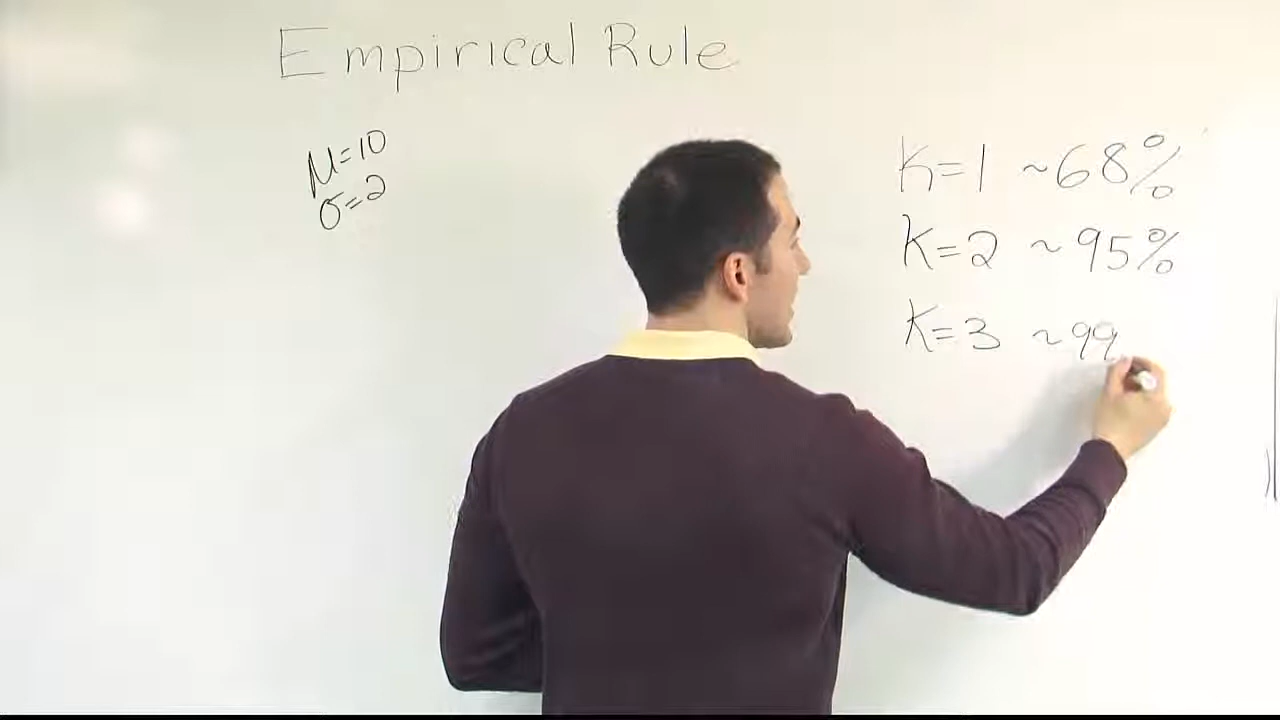 Empirical Rule
μ=10
σ=2
K=1 ~68%
K=2 ~95%
K=3 ~99